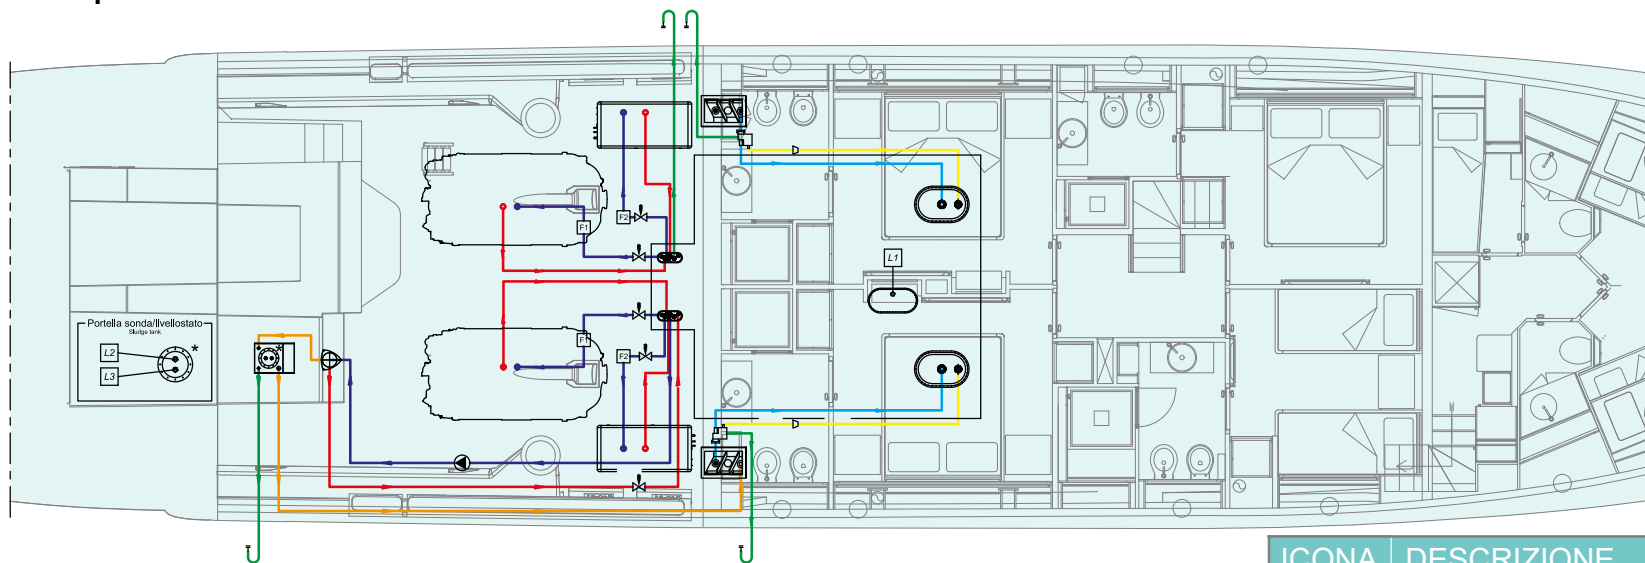 L1
F2
F1
F1
F2
Portella sonda/livellostato
Sludge tank
L2
*
L3
*
ICONA DESCRIZIONE